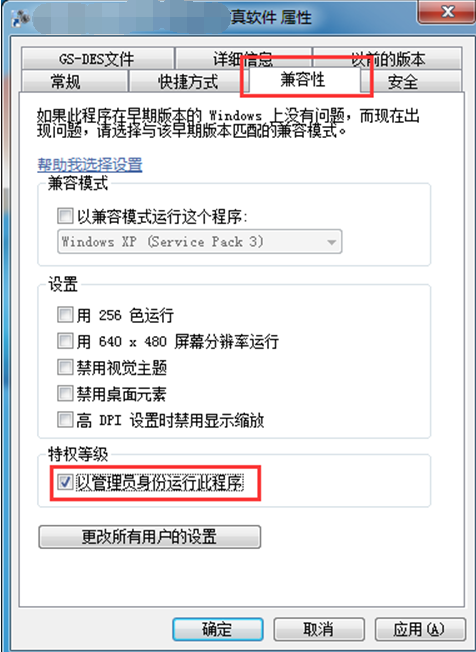 真软件 属性
GS-DES文件
详细信息
以前的版本
常规
快捷方式
兼容性
安全
如果此程序在早期版本的 Windows 上没有问题，而现在出
现问题，请选择与该早期版本匹配的兼容模式。
帮助我选择设置
兼容模式
以兼容模式运行这个程序:
Windows XP (Service Pack 3)
设置
用 256 色运行
用 640 x 480 屏幕分辨率运行
禁用视觉主题
禁用桌面元素
高 DPI 设置时禁用显示缩放
特权等级
以管理员身份运行此程序
更改所有用户的设置
确定
取消
应用(A)